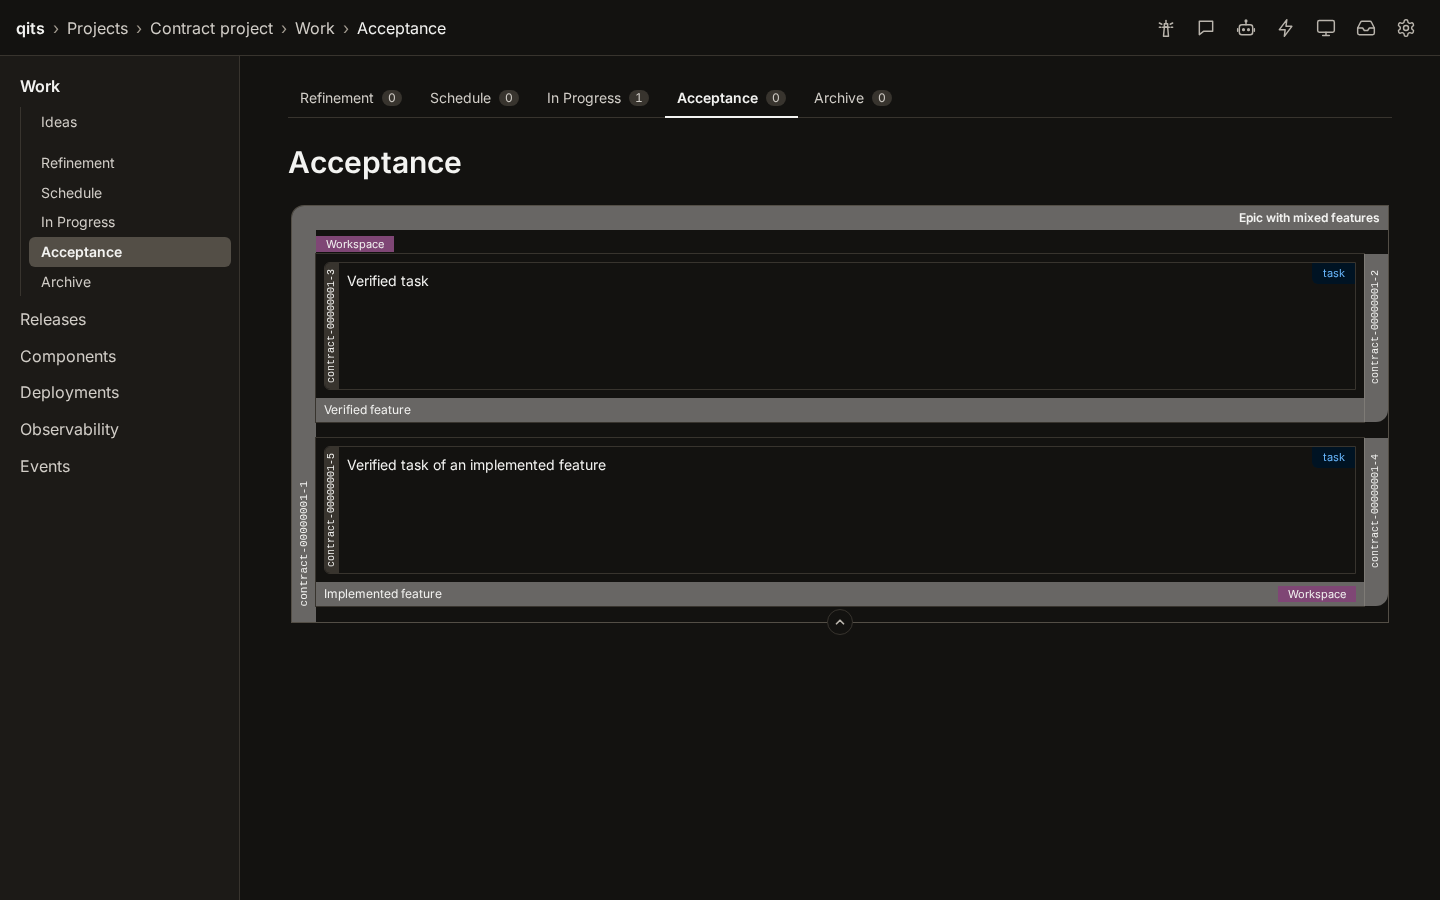 qits › Projects › Contract project › Work › Acceptance
Work
Ideas
Refinement
Schedule
In Progress
Acceptance
Archive
Releases
Components
Deployments
Observability
Events
Refinement 0
Schedule 0
In Progress 1
Acceptance 0
Archive 0
Acceptance
Epic with mixed features
contract-00000001-1
Workspace
contract-00000001-3
Verified task
task
contract-00000001-2
Verified feature
contract-00000001-5
Verified task of an implemented feature
task
contract-00000001-4
Implemented feature
Workspace